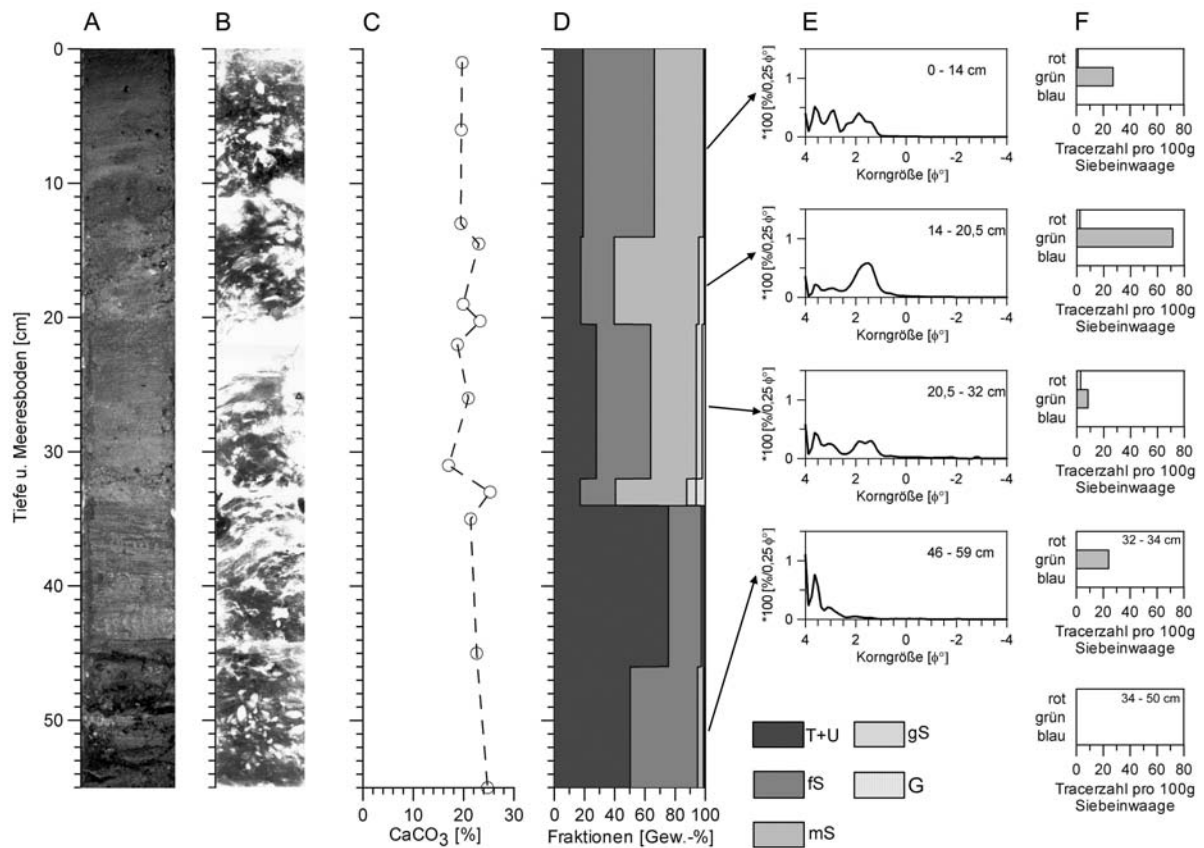 A
B
C
D
E
F
Tiefe u. Meeresboden [cm]
0
10
20
30
40
50
0 10 20 30
CaCO3 [%]
0 20 40 60 80 100
Fraktionen [Gew.-%]
*100 [%/0,25 ϕ°]
1
0
0 - 14 cm
4 2 0 -2 -4
Korngröße [ϕ°]
*100 [%/0,25 ϕ°]
1
0
14 - 20,5 cm
4 2 0 -2 -4
Korngröße [ϕ°]
*100 [%/0,25 ϕ°]
1
0
20,5 - 32 cm
4 2 0 -2 -4
Korngröße [ϕ°]
*100 [%/0,25 ϕ°]
1
0
46 - 59 cm
4 2 0 -2 -4
Korngröße [ϕ°]
T+U
gS
fS
G
mS
rot
grün
blau
0 20 40 60 80
Tracerzahl pro 100g
Siebeinwaage
rot
grün
blau
0 20 40 60 80
Tracerzahl pro 100g
Siebeinwaage
rot
grün
blau
0 20 40 60 80
Tracerzahl pro 100g
Siebeinwaage
rot
32 - 34 cm
grün
blau
0 20 40 60 80
Tracerzahl pro 100g
Siebeinwaage
rot
34 - 50 cm
grün
blau
0 20 40 60 80
Tracerzahl pro 100g
Siebeinwaage